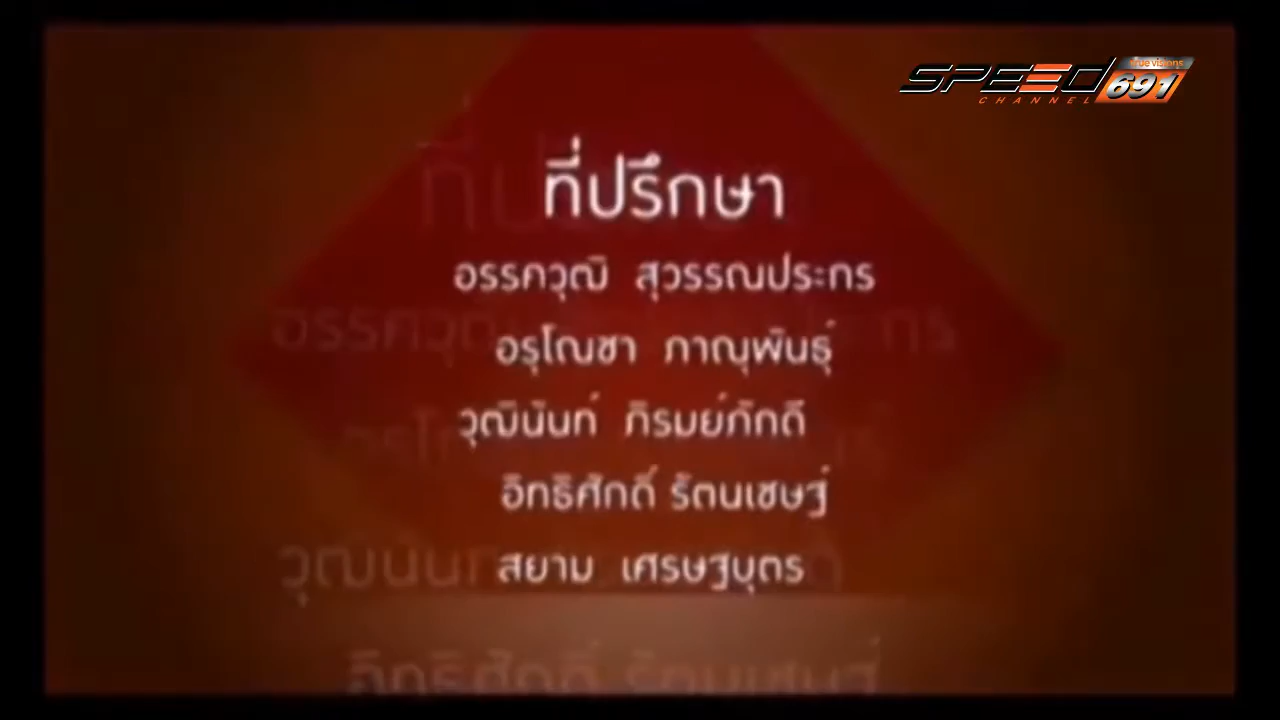 true visions
SPEED 691
CHANNEL
ที่ปรึกษา
อรรควุฒิ สุวรรณประกร
อรุโณชา ภาณุพันธุ์
วุฒินันท์ ภิรมย์ภักดี
อิทธิศักดิ์ รัตนเชษฐ์
สยาม เศรษฐบุตร